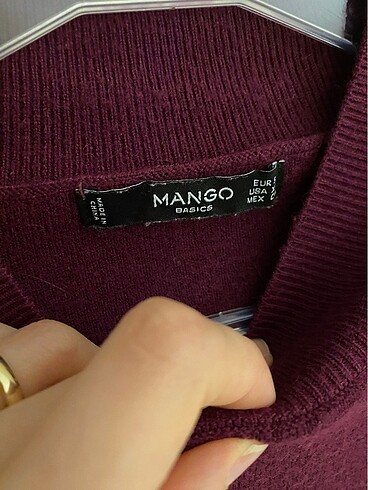 MADE IN
CHINA
MANGO
BASICS
EUR
USA
MEX